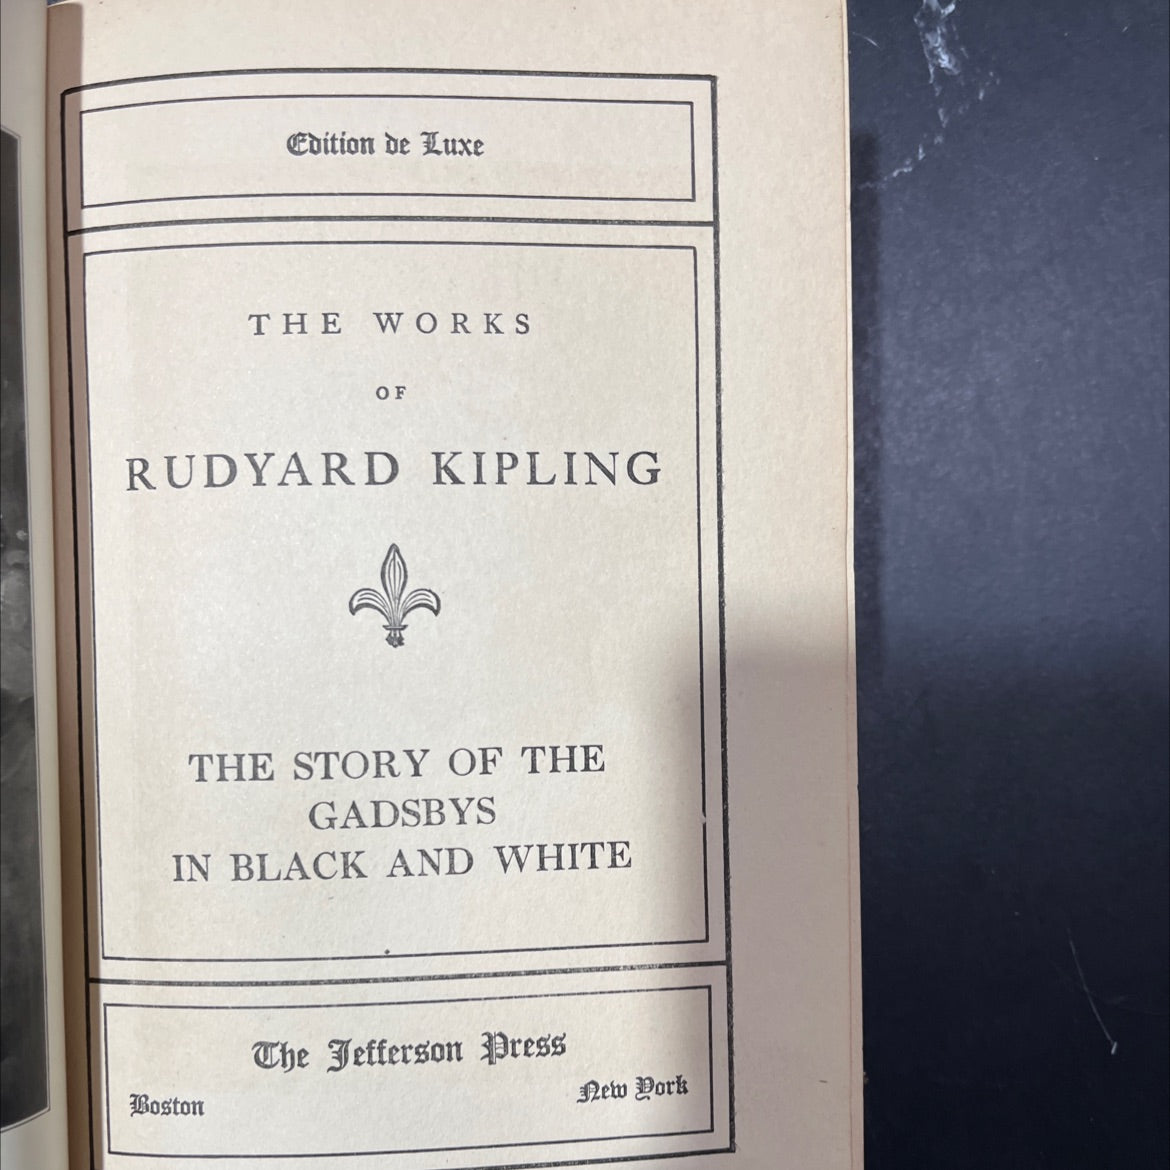 Edition de Luxe
THE WORKS
OF
RUDYARD KIPLING
THE STORY OF THE
GADSBYS
IN BLACK AND WHITE
The Jefferson Press
Boston New York